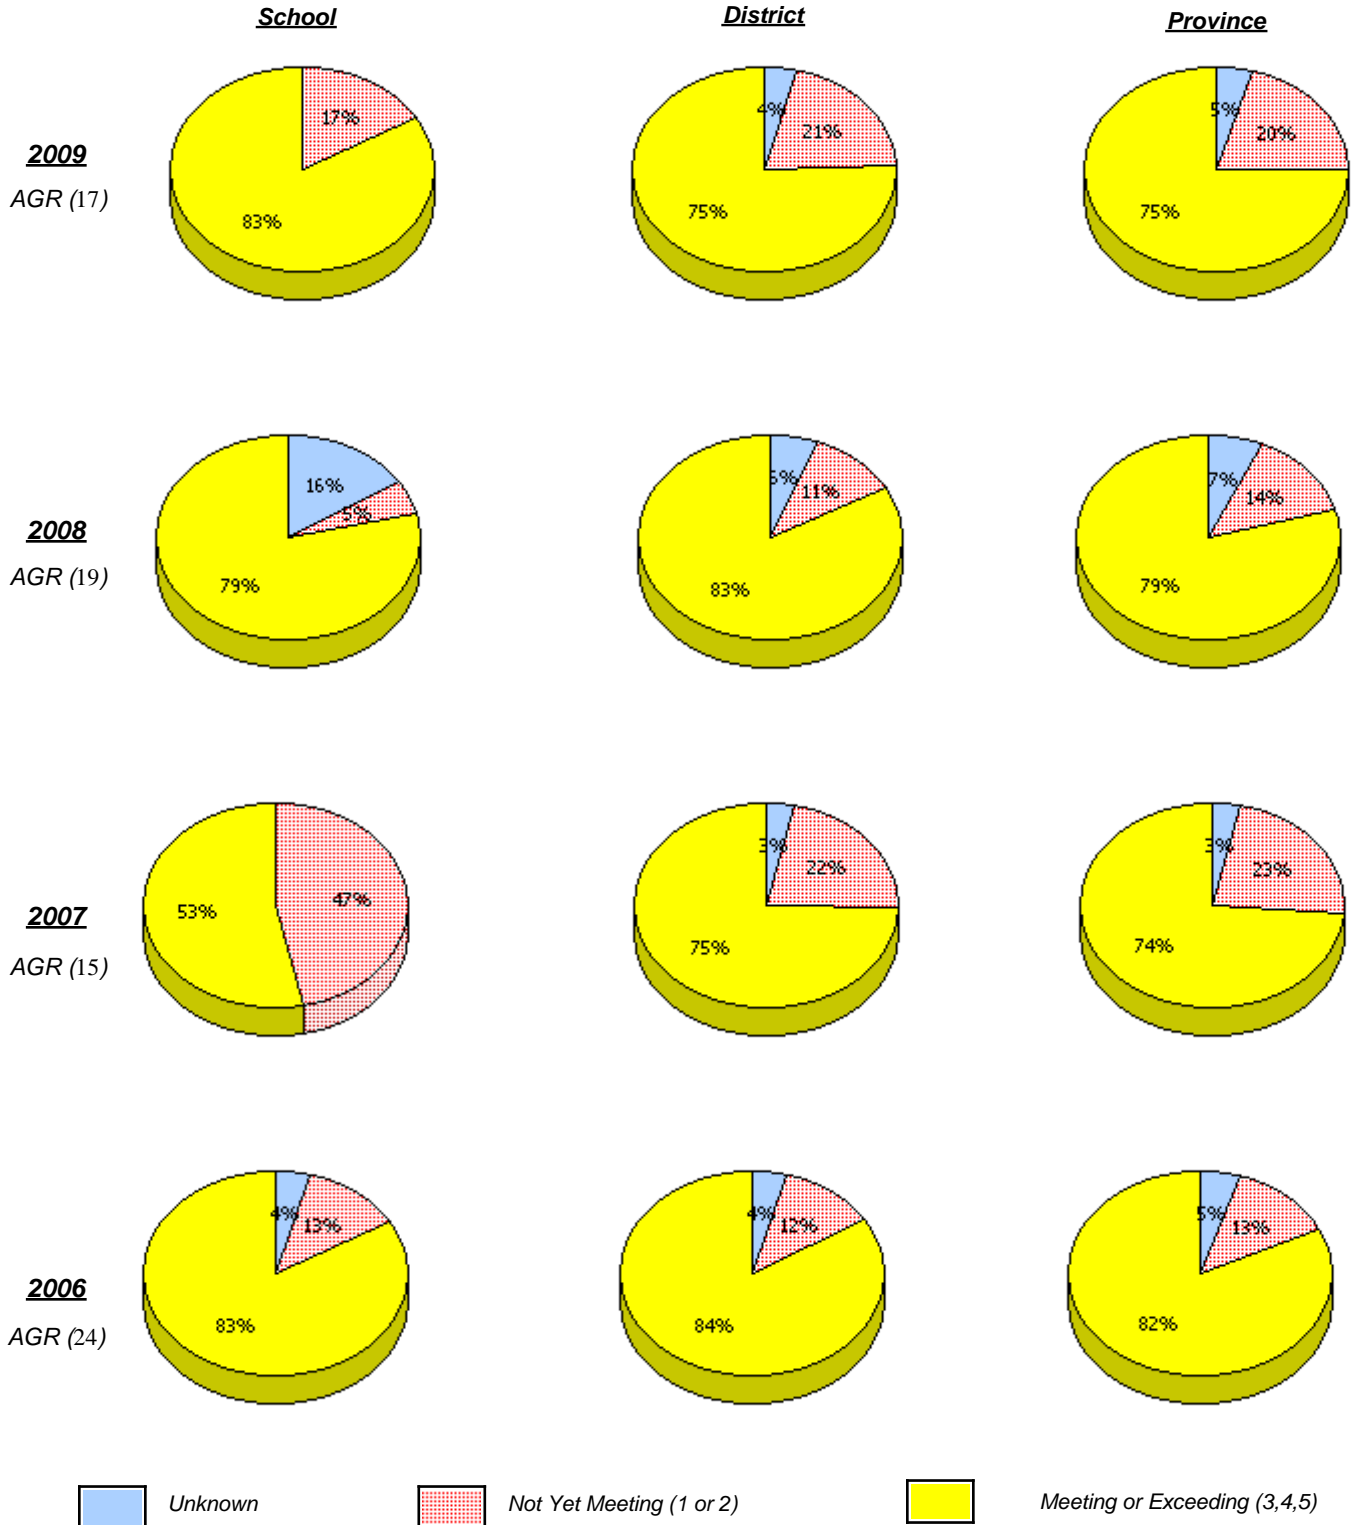 School District Province
17% 4% 21% 5% 20%
2009
AGR (17)
83% 75% 75%
16% 5% 11% 7% 14%
5%
2008
AGR (19)
79% 83% 79%
3% 22% 3% 23%
53% 47%
2007
75% 74%
AGR (15)
4% 13% 4% 12% 5% 13%
2006
83% 84% 82%
AGR (24)
Unknown Not Yet Meeting (1 or 2) Meeting or Exceeding (3,4,5)